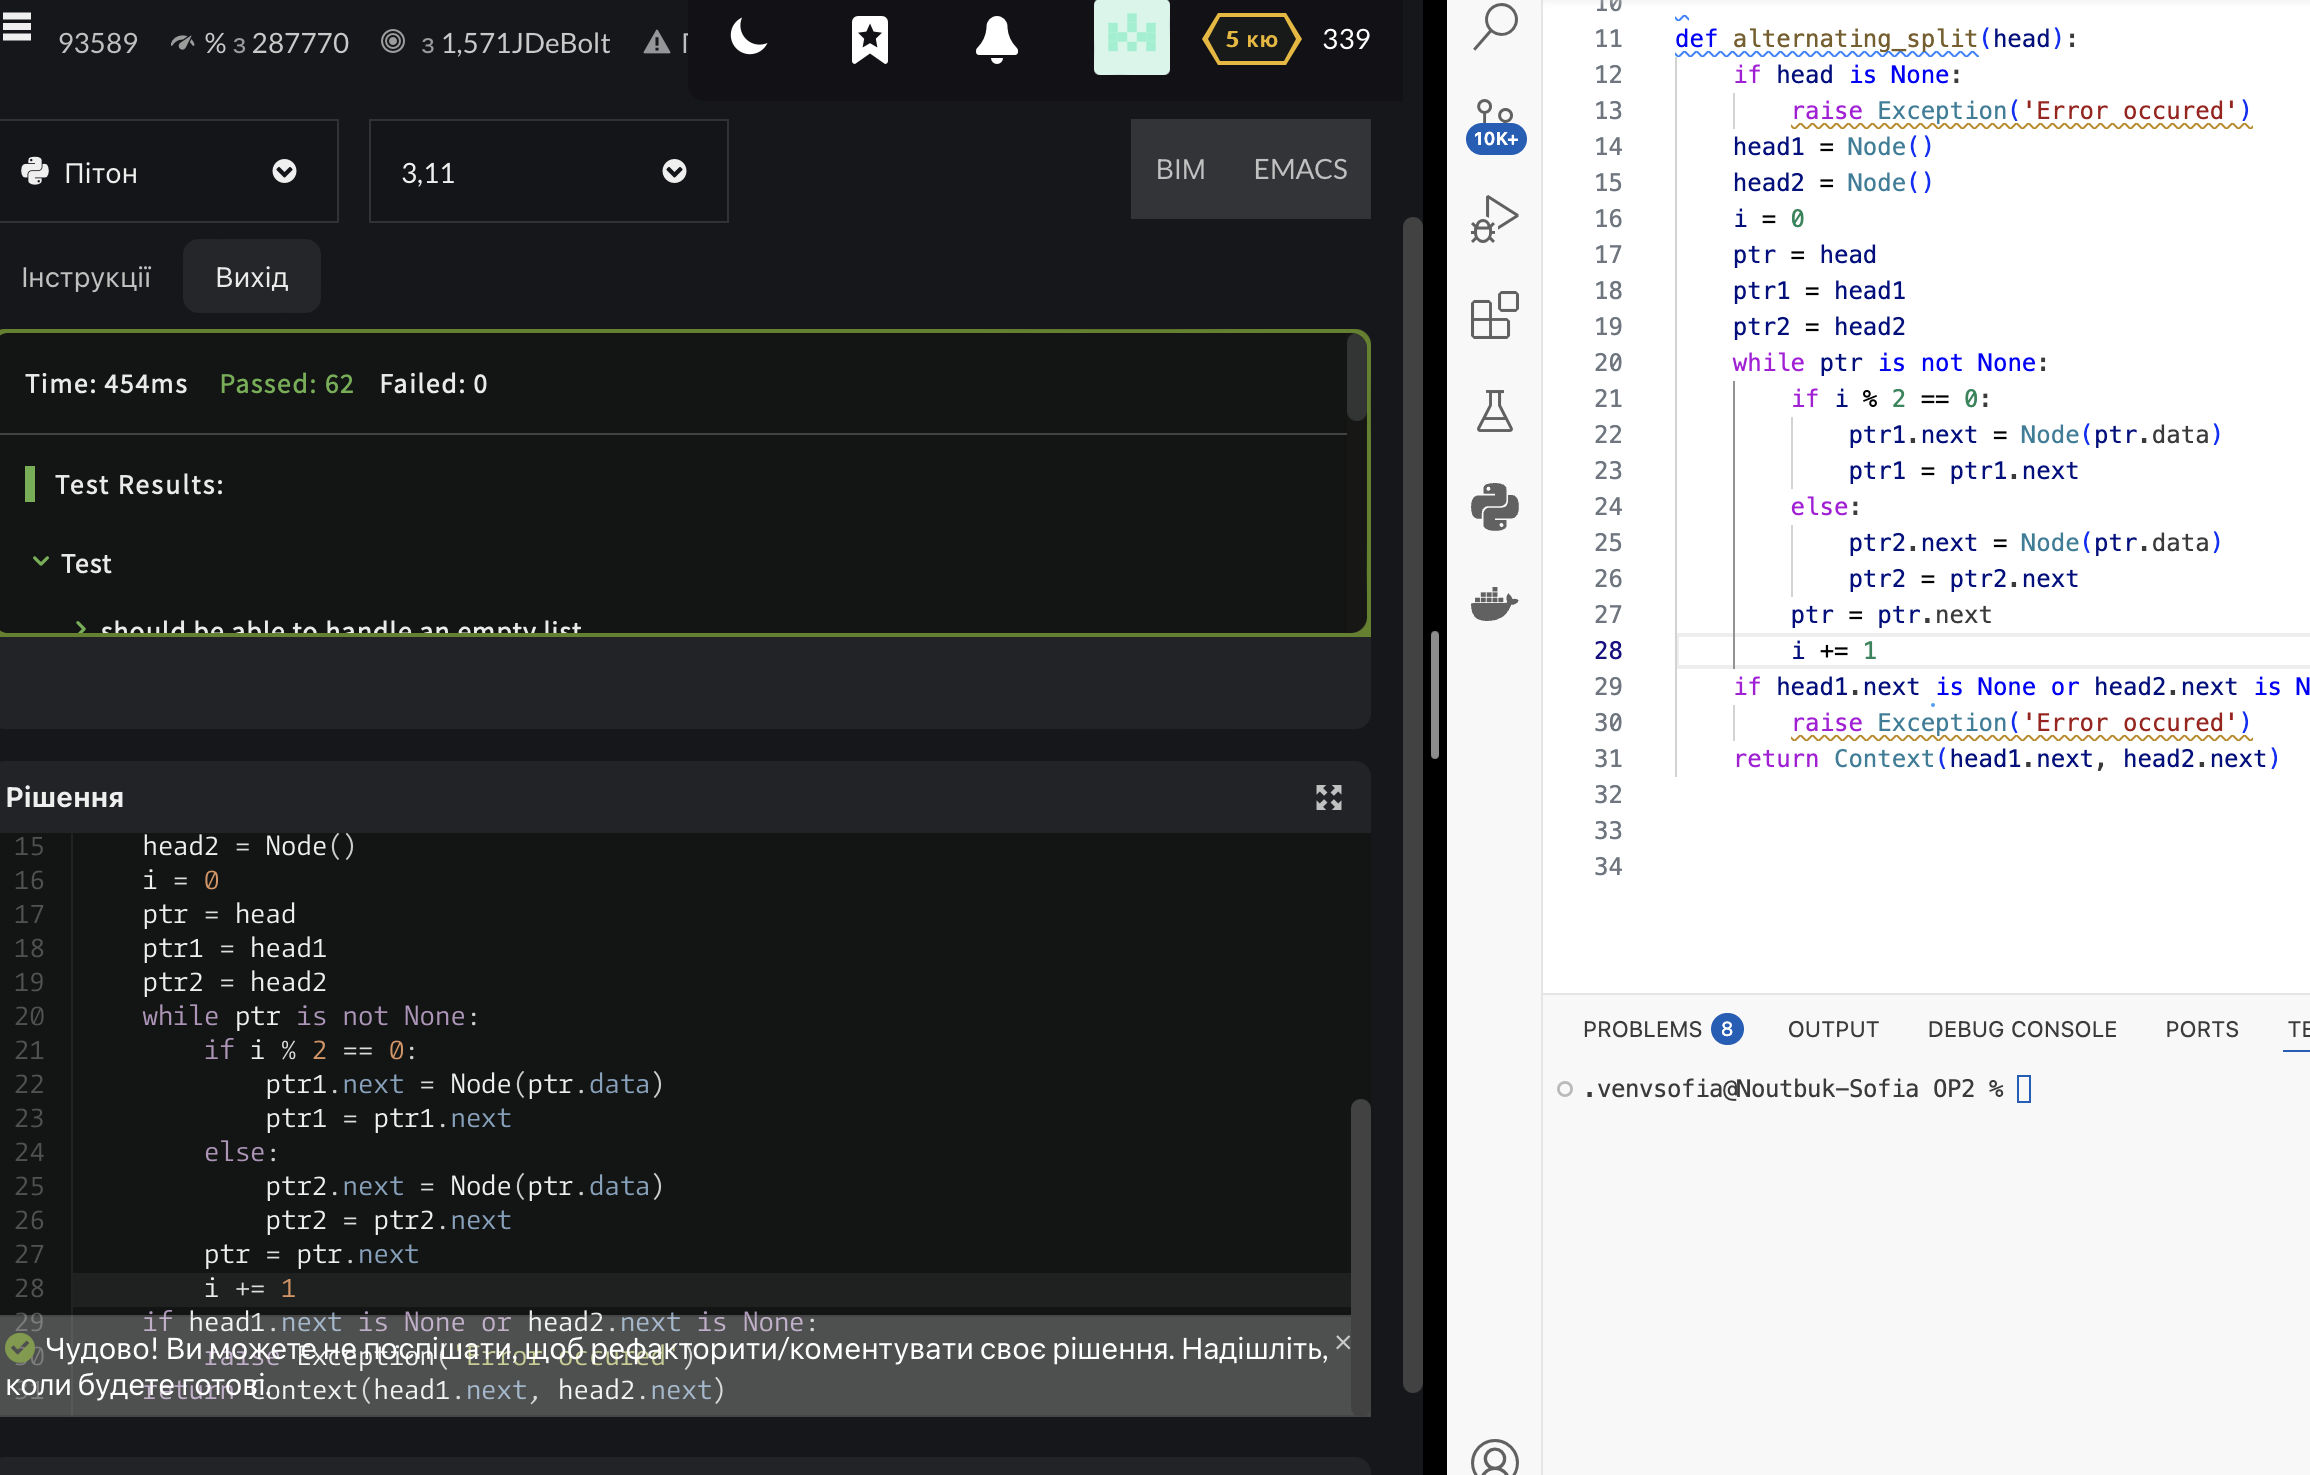 93589 % з 287770 з 1,571JDeBolt
5 кю 339
Пітон
3,11
ВІМ EMACS
Інструкції Вихід
Time: 454ms Passed: 62 Failed: 0
Test Results:
Test
should be able to handle an empty list
Рішення
15 head2 = Node()
16 i = 0
17 ptr = head
18 ptr1 = head1
19 ptr2 = head2
20 while ptr is not None:
21 if i % 2 == 0:
22 ptr1.next = Node(ptr.data)
23 ptr1 = ptr1.next
24 else:
25 ptr2.next = Node(ptr.data)
26 ptr2 = ptr2.next
27 ptr = ptr.next
28 i += 1
29 if head1.next is None or head2.next is None:
30 raise Exception('Error occured')
31 return Context(head1.next, head2.next)
Чудово! Ви можете не поспішати, щоб рефакторити/коментувати своє рішення. Надішліть,
коли будете готові.
10K+
10
11 def alternating_split(head):
12 if head is None:
13 raise Exception('Error occured')
14 head1 = Node()
15 head2 = Node()
16 i = 0
17 ptr = head
18 ptr1 = head1
19 ptr2 = head2
20 while ptr is not None:
21 if i % 2 == 0:
22 ptr1.next = Node(ptr.data)
23 ptr1 = ptr1.next
24 else:
25 ptr2.next = Node(ptr.data)
26 ptr2 = ptr2.next
27 ptr = ptr.next
28 i += 1
29 if head1.next is None or head2.next is N
30 raise Exception('Error occured')
31 return Context(head1.next, head2.next)
32
33
34
PROBLEMS 8 OUTPUT DEBUG CONSOLE PORTS TE
.venvsofia@Noutbuk-Sofia OP2 %